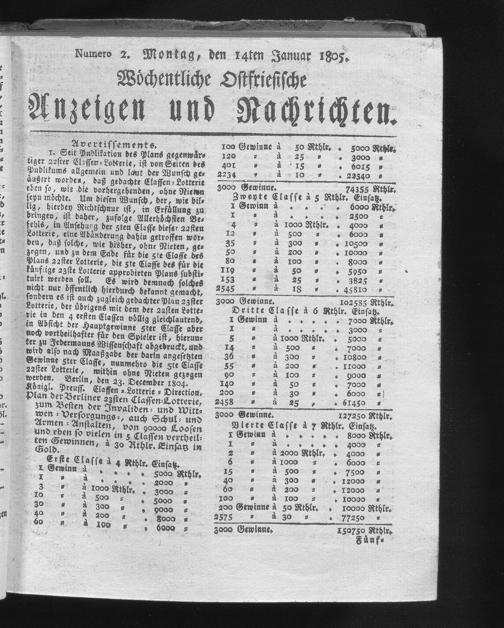 Numero 2. Montag, den 14ten Januar 1805.
Wöchentliche Ostfriesische
Anzeigen und Nachrichten.
Avertissements.
1. Seit Publikation des Plans gegenwär-
tiger 22ster Classen-Lotterie, ist von Seiten des
Publikums allgemein und laut der Wunsch ge-
äußert worden, daß gedachte Classen-Lotterie
eben so, wie die vorhergehenden, ohne Nieten
seyn möchte. Um diesen Wunsch, der, wie bil-
lig, hierbey Richtschnur ist, in Erfüllung zu
bringen, ist daher, zufolge Allerhöchsten Be-
fehls, in Ansehung der 5ten Classe dieser 22sten
Lotterie, eine Abänderung dahin getroffen wor-
den, daß solche, wie bisher, ohne Nieten, ge-
zogen, und zu dem Ende für die 5te Classe des
Plans 22ster Lotterie, die 5te Classe des für die
künftige 23ste Lotterie approbirten Plans substi-
tuirt werden soll. Es wird demnach solches
nicht nur öffentlich hierdurch bekannt gemacht,
sondern es ist auch zugleich gedachter Plan 23ster
Lotterie, der übrigens mit dem der 22sten Lotte-
rie in den 4 ersten Classen völlig gleichlautend,
in Absicht der Hauptgewinne 5ter Classe aber
noch vortheilhafter für den Spieler ist, hierun-
ter zu Jedermanns Wissenschaft abgedruckt, und
wird also nach Maaßgabe der darin angesetzten
Gewinne 5ter Classe, nunmehro die 5te Classe
22ster Lotterie, mithin ohne Nieten gezogen
werden. Berlin, den 23. December 1804.
Königl. Preuss. Classen-Lotterie-Direction.
Plan der Berliner 23sten Classen-Lotterie,
zum Besten der Invaliden- und Witt-
wen-Versorgungs-, auch Schul- und
Armen-Anstalten, von 90000 Loosen
und eben so vielen in 5 Classen vertheil-
ten Gewinnen, à 30 Rthlr. Einsatz in
Gold.
Erste Classe à 4 Rthlr. Einsatz.
1 Gewinn à . . . . 5000 Rthlr.
1 " à . . . . 2000 "
3 " à 1000 Rthlr. . 3000 "
10 " à 500 " . 5000 "
30 " à 300 " . 9000 "
40 " à 200 " . 8000 "
60 " à 100 " . 6000 "
100 Gewinne à 50 Rthlr. . 5000 Rthlr.
120 " à 25 " . 3000 "
401 " à 15 " . 6015 "
2234 " à 10 " . 22340 "
3000 Gewinne. 74355 Rthlr.
Zweyte Classe à 5 Rthlr. Einsatz.
1 Gewinn à . . . . 6000 Rthlr.
1 " à . . . . 2500 "
4 " à 1000 Rthlr. . 4000 "
12 " à 500 " . 6000 "
35 " à 300 " . 10500 "
50 " à 200 " . 10000 "
80 " à 100 " . 8000 "
119 " à 50 " . 5950 "
153 " à 25 " . 3825 "
2545 " à 18 " . 45810 "
3000 Gewinne. 102585 Rthlr.
Dritte Classe à 6 Rthlr. Einsatz.
1 Gewinn à . . . . 7000 Rthlr.
1 " à . . . . 3000 "
5 " à 1000 Rthlr. . 5000 "
14 " à 500 " . 7000 "
36 " à 300 " . 10800 "
55 " à 200 " . 11000 "
90 " à 100 " . 9000 "
140 " à 50 " . 7000 "
200 " à 30 " . 6000 "
2458 " à 25 " . 61450 "
3000 Gewinne. 127250 Rthlr.
Vierte Classe à 7 Rthlr. Einsatz.
1 Gewinn à . . . . 8000 Rthlr.
1 " à . . . . 4000 "
2 " à 2000 Rthlr. . 4000 "
6 " à 1000 " . 6000 "
15 " à 500 " . 7500 "
40 " à 300 " . 12000 "
60 " à 200 " . 12000 "
100 " à 100 " . 10000 "
200 Gewinne à 50 Rthlr. . 10000 Rthlr.
2575 " à 30 " . 77250 "
3000 Gewinne. 150750 Rthlr.
Fünf-